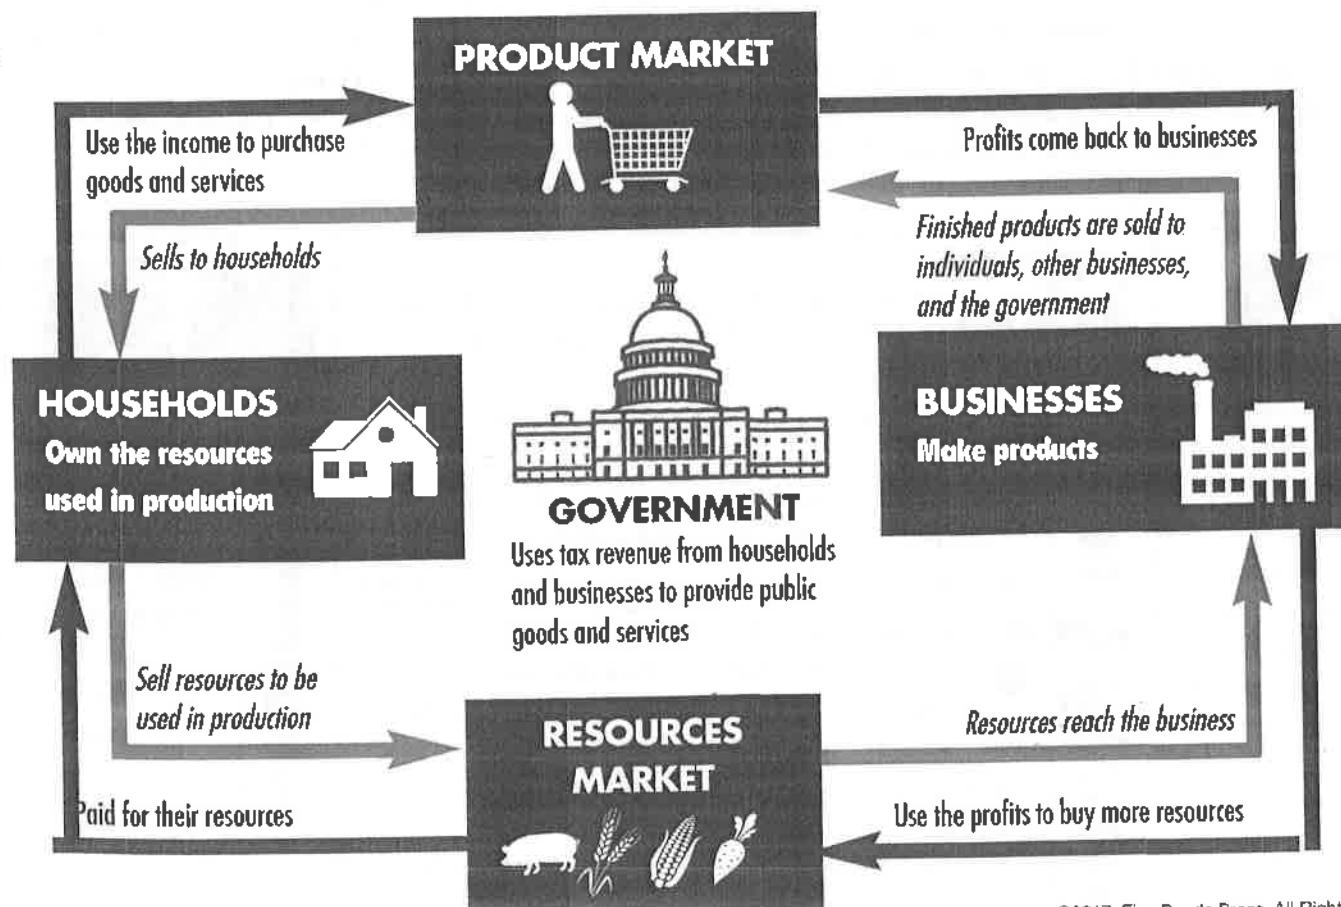 PRODUCT MARKET
Use the income to purchase
goods and services
Profits come back to businesses
Sells to households
Finished products are sold to
individuals, other businesses,
and the government
HOUSEHOLDS
Own the resources
used in production
BUSINESSES
Make products
GOVERNMENT
Uses tax revenue from households
and businesses to provide public
goods and services
Sell resources to be
used in production
RESOURCES
MARKET
Resources reach the business
Paid for their resources
Use the profits to buy more resources
All Right